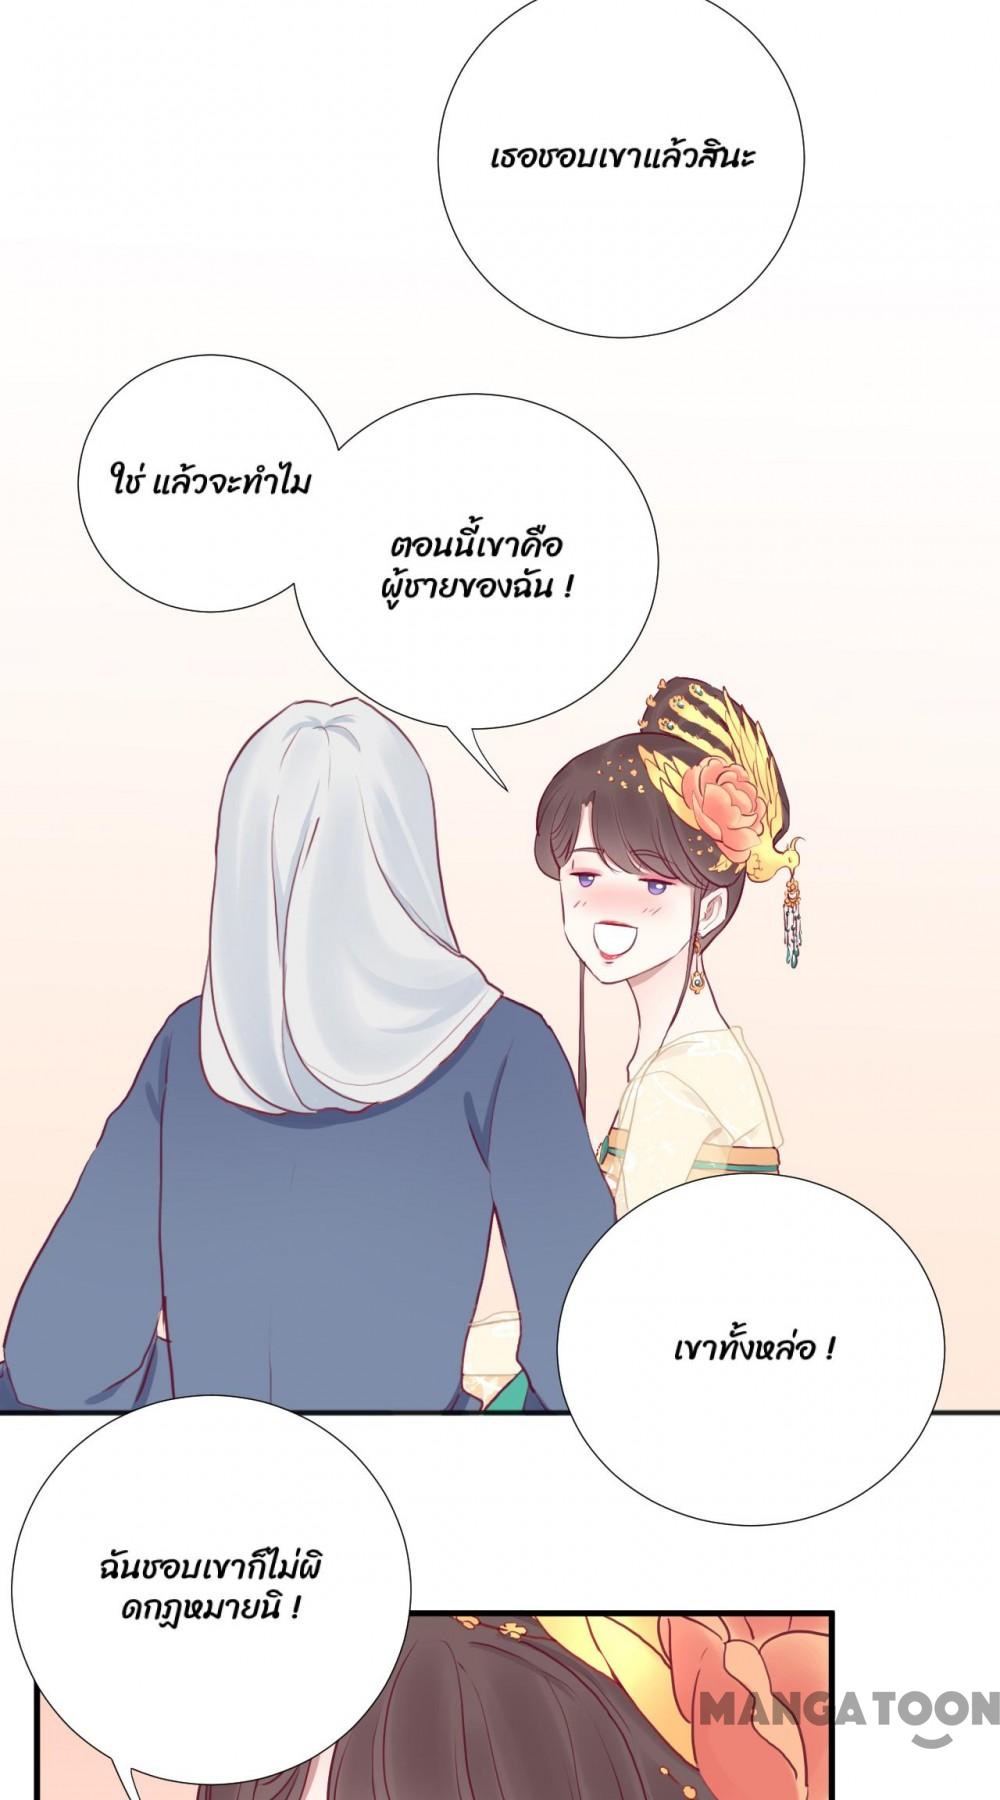 เธอชอบเขาแล้วสินะ
ใช่ แล้วจะทำไม
ตอนนี้เขาคือ
ผู้ชายของฉัน !
เขาทั้งหล่อ !
ฉันชอบเขาก็ไม่ผิ
ดกฎหมายนิ !
MANGATOON